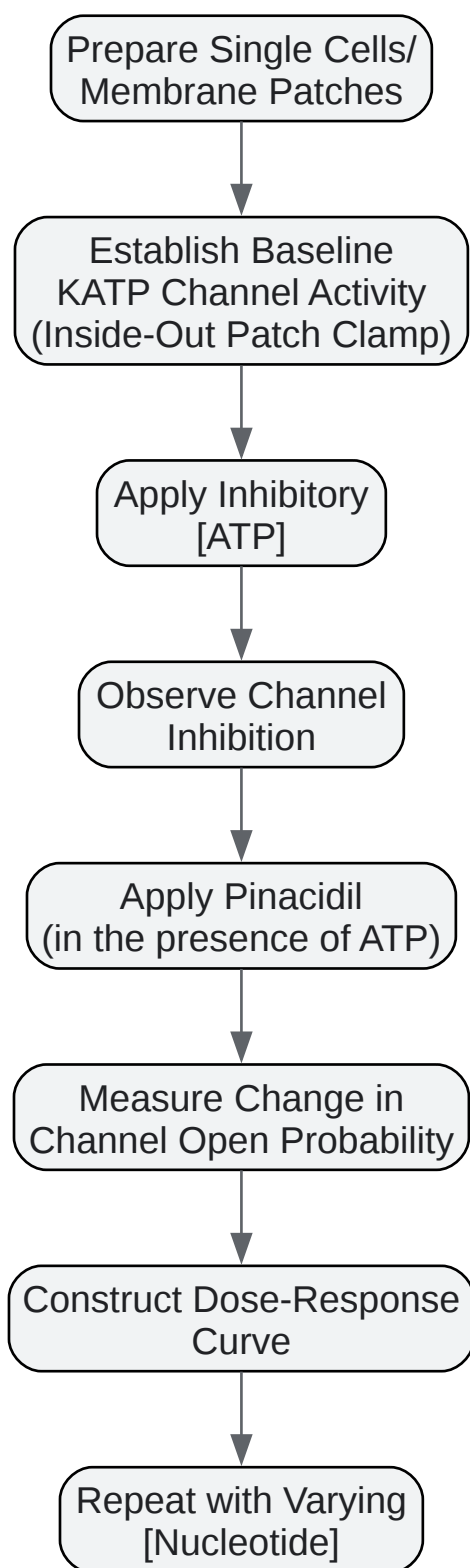 Prepare Single Cells/
Membrane Patches
Establish Baseline
KATP Channel Activity
(Inside-Out Patch Clamp)
Apply Inhibitory
[ATP]
Observe Channel
Inhibition
Apply Pinacidil
(in the presence of ATP)
Measure Change in
Channel Open Probability
Construct Dose-Response
Curve
Repeat with Varying
[Nucleotide]